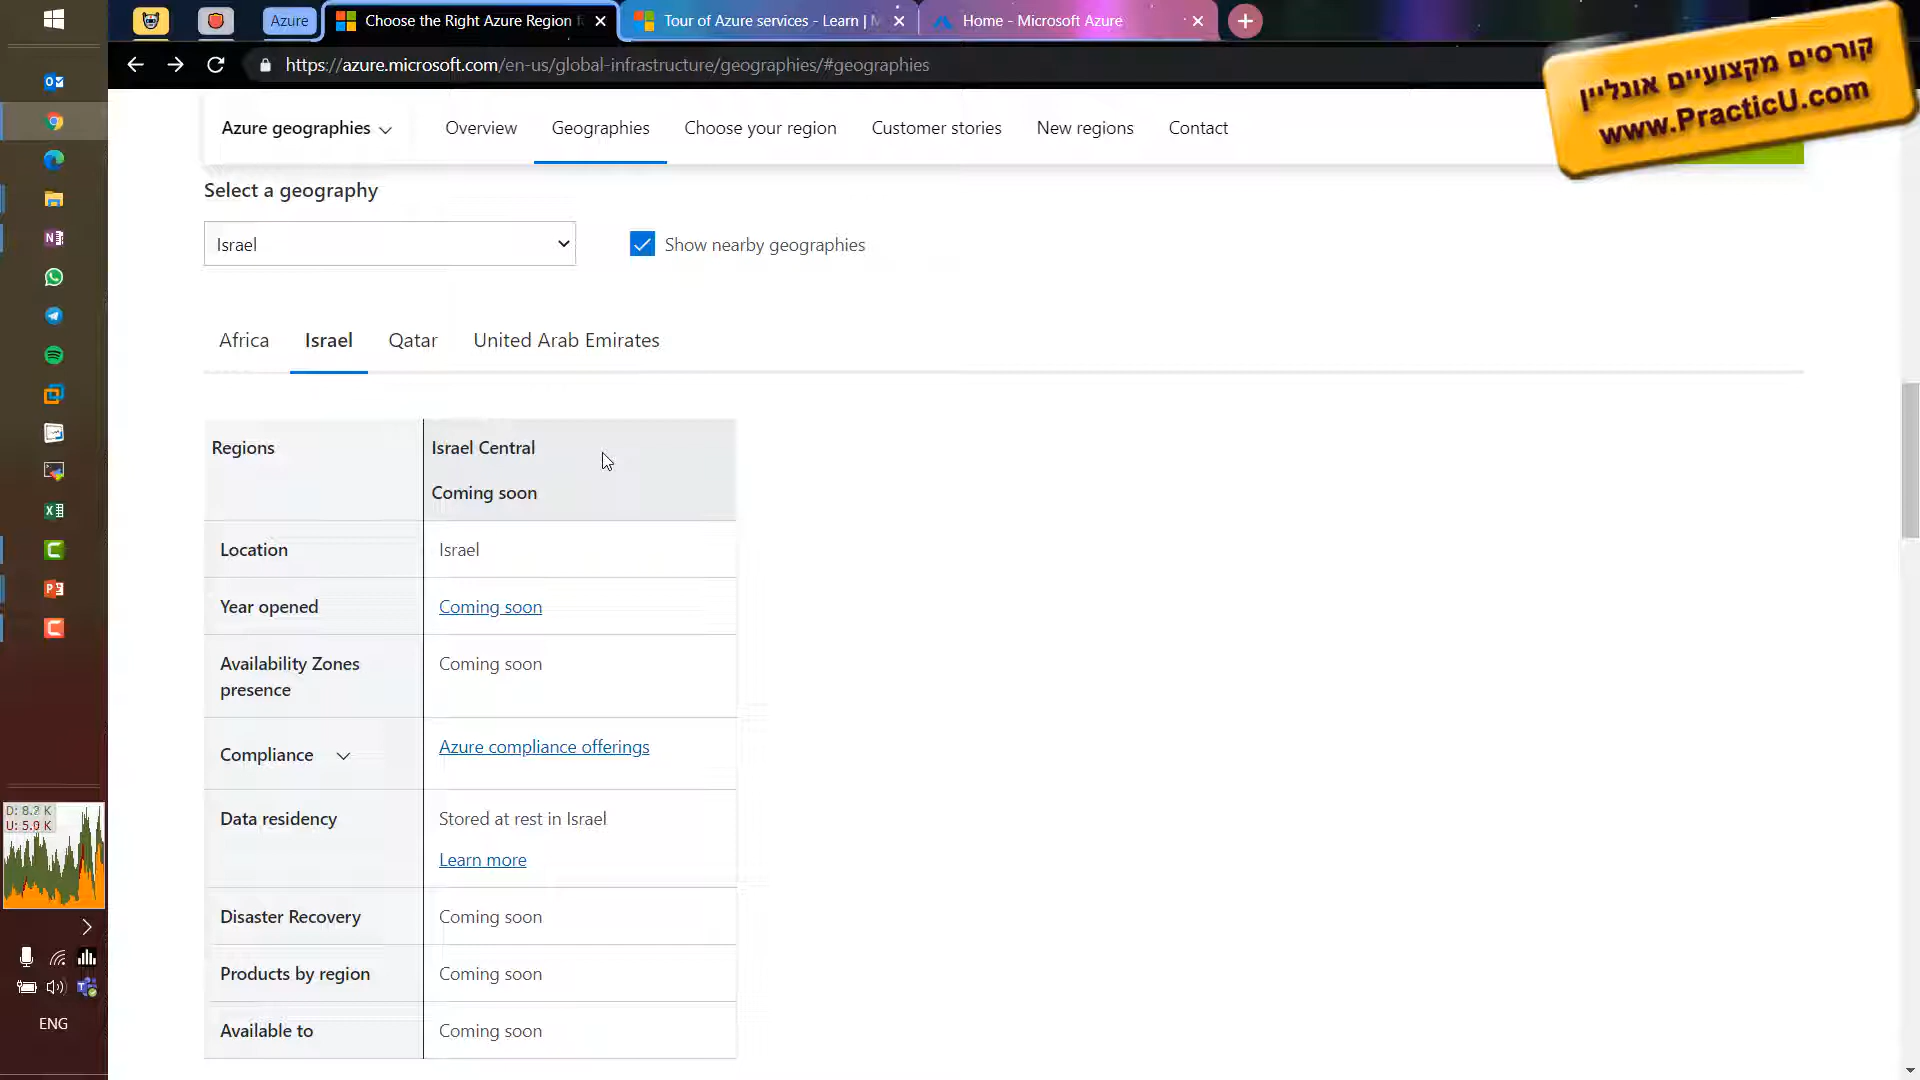 Azure
Choose the Right Azure Region f
Tour of Azure services - Learn | M
Home - Microsoft Azure
https://azure.microsoft.com/en-us/global-infrastructure/geographies/#geographies
קורסים מקצועיים אונליין
www.PracticU.com
Azure geographies
Overview
Geographies
Choose your region
Customer stories
New regions
Contact
Select a geography
Israel
Show nearby geographies
Africa
Israel
Qatar
United Arab Emirates
Regions
Israel Central
Coming soon
Location
Israel
Year opened
Coming soon
Availability Zones
presence
Coming soon
Compliance
Azure compliance offerings
Data residency
Stored at rest in Israel
Learn more
Disaster Recovery
Coming soon
Products by region
Coming soon
Available to
Coming soon
U: 5.0 K
ENG